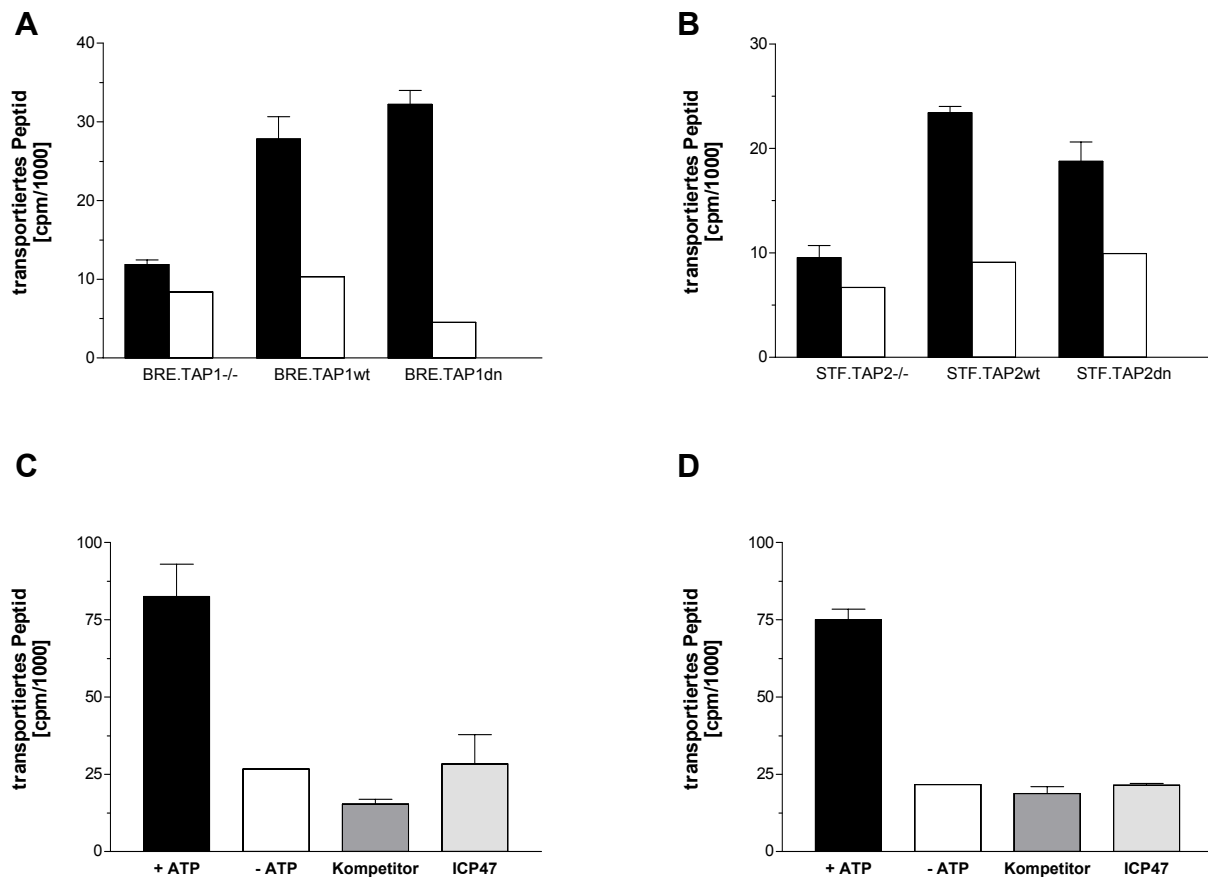 A
transportiertes Peptid
[cpm/1000]
40
30
20
10
0
BRE.TAP1-/- BRE.TAP1wt BRE.TAP1dn
B
transportiertes Peptid
[cpm/1000]
30
20
10
0
STF.TAP2-/- STF.TAP2wt STF.TAP2dn
C
transportiertes Peptid
[cpm/1000]
100
75
50
25
0
+ ATP - ATP Kompetitor ICP47
D
transportiertes Peptid
[cpm/1000]
100
75
50
25
0
+ ATP - ATP Kompetitor ICP47